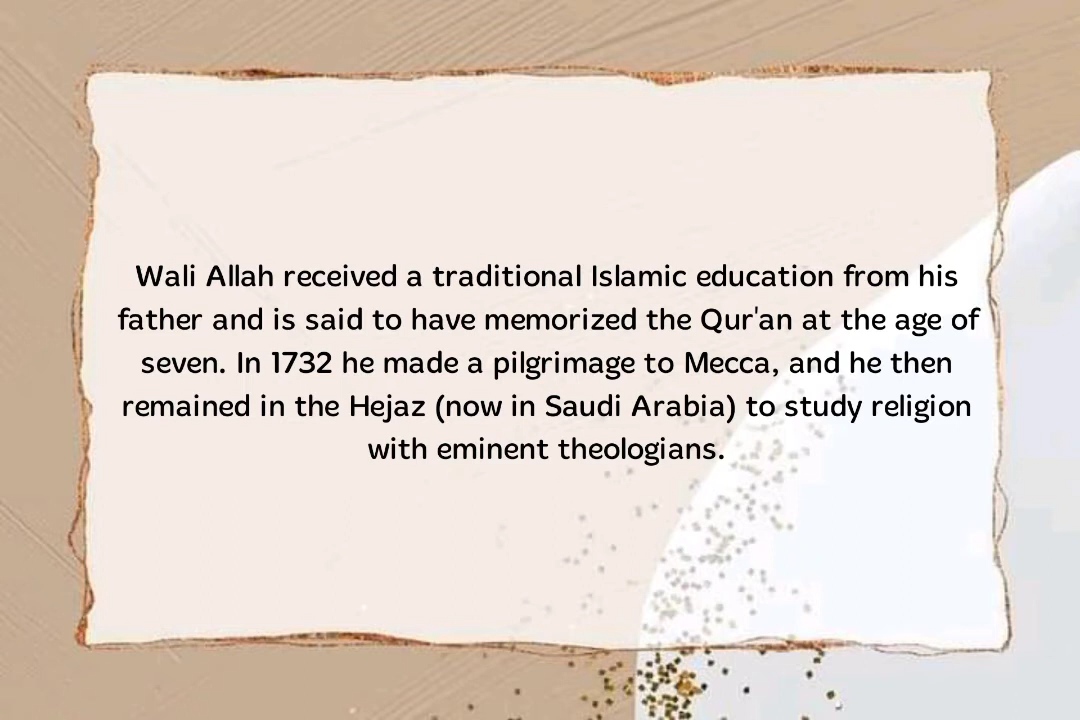 Wali Allah received a traditional Islamic education from his
father and is said to have memorized the Qur'an at the age of
seven. In 1732 he made a pilgrimage to Mecca, and he then
remained in the Hejaz (now in Saudi Arabia) to study religion
with eminent theologians.